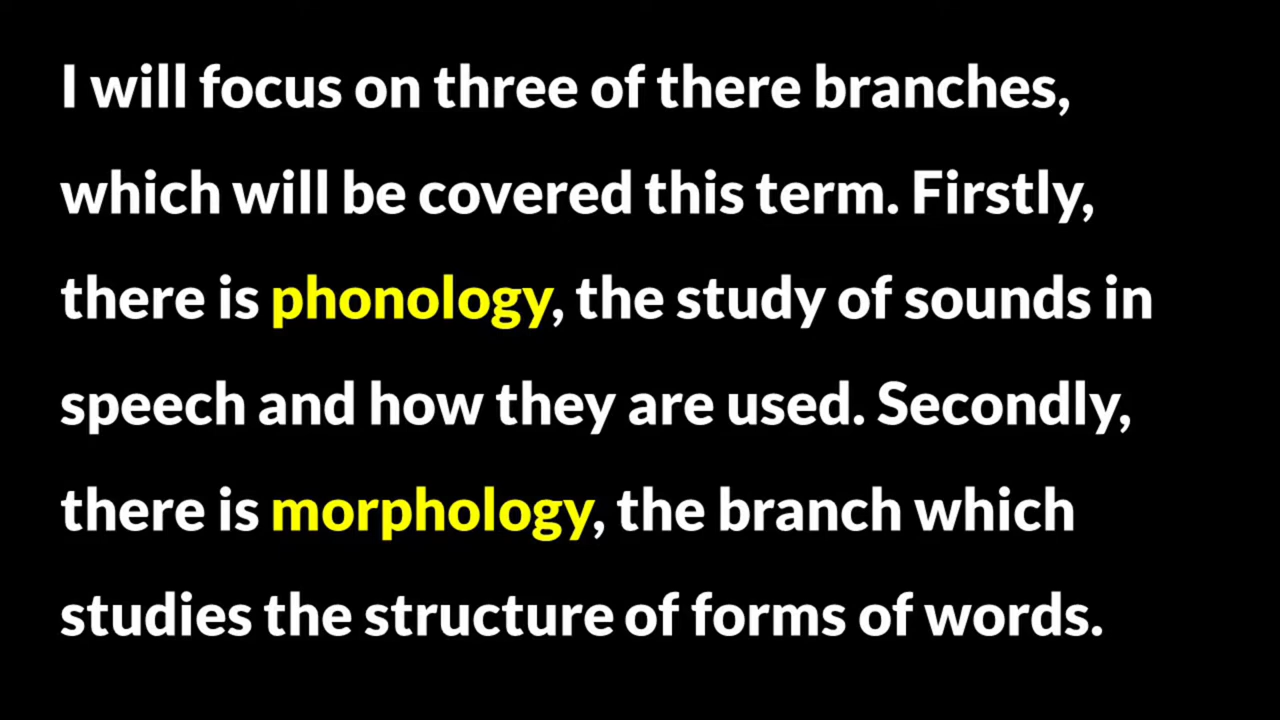 I will focus on three of there branches,
which will be covered this term. Firstly,
there is phonology, the study of sounds in
speech and how they are used. Secondly,
there is morphology, the branch which
studies the structure of forms of words.